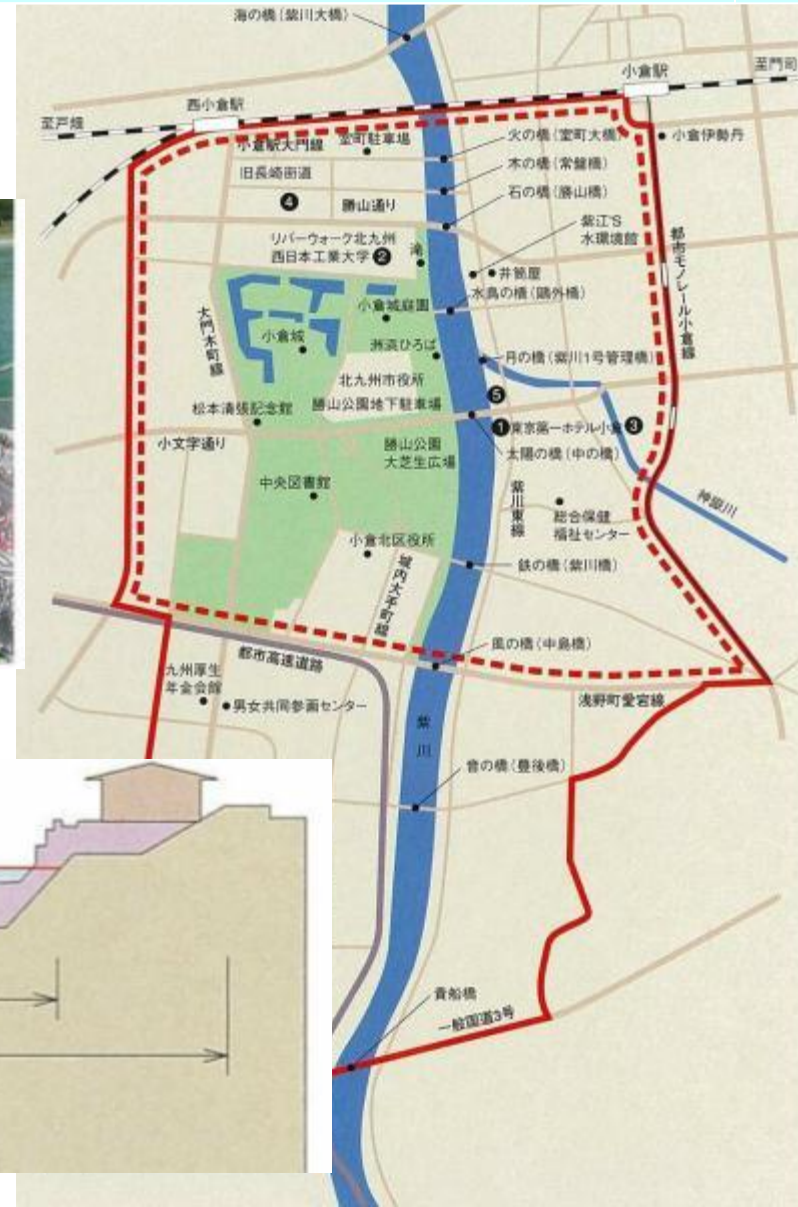 海の橋(紫川大橋)
小倉駅
至門司
西小倉駅
至戸畑
小倉駅大門線
室町駐車場
火の橋(室町大橋)
小倉伊勢丹
旧長崎街道
木の橋(常盤橋)
④
勝山通り
石の橋(勝山橋)
リバーウォーク北九州
西日本工業大学②
滝
紫江'S
水環境館
井筒屋
都市モノレール小倉線
水鳥の橋(鷗外橋)
小倉城庭園
大門木町線
小倉城
洲浜ひろば
月の橋(紫川1号管理橋)
北九州市役所
勝山公園地下駐車場
⑤
松本清張記念館
①東京第一ホテル小倉③
小文字通り
太陽の橋(中の橋)
勝山公園
大芝生広場
中央図書館
紫川東線
総合保健
福祉センター
神嶽川
小倉北区役所
城内大手町線
鉄の橋(紫川橋)
風の橋(中島橋)
都市高速道路
九州厚生
年金会館
男女共同参画センター
浅野町愛宕線
紫川
音の橋(豊後橋)
貴船橋
一般国道3号